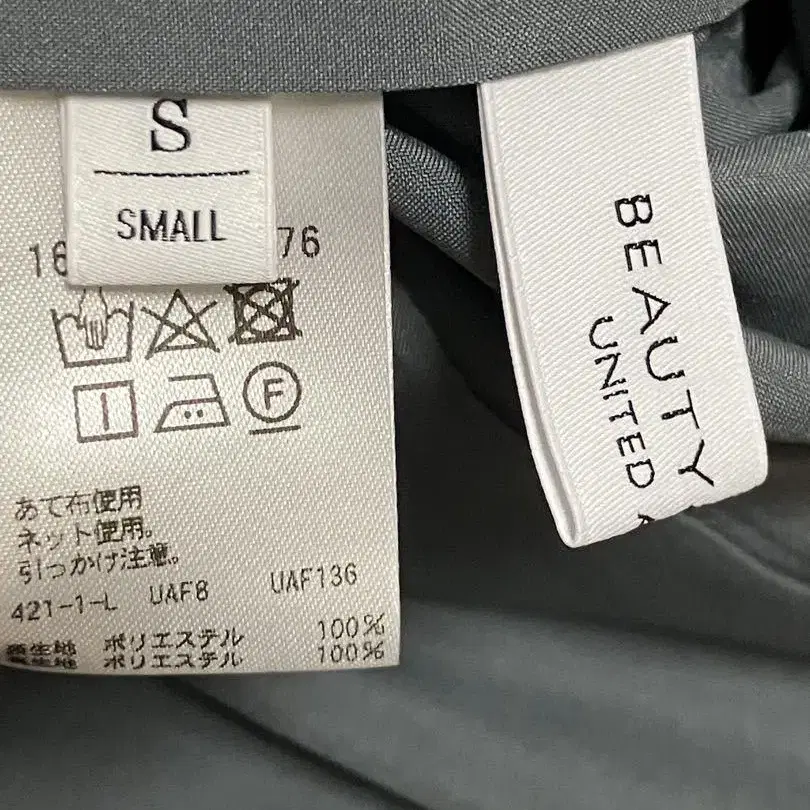 S
SMALL
16
76
F
あて布使用
ネット使用。
引っかけ注意。
421-1-L UAF8 UAF136
ポリエステル 100%
ポリエステル 100%
BEAUTY
UNITED A